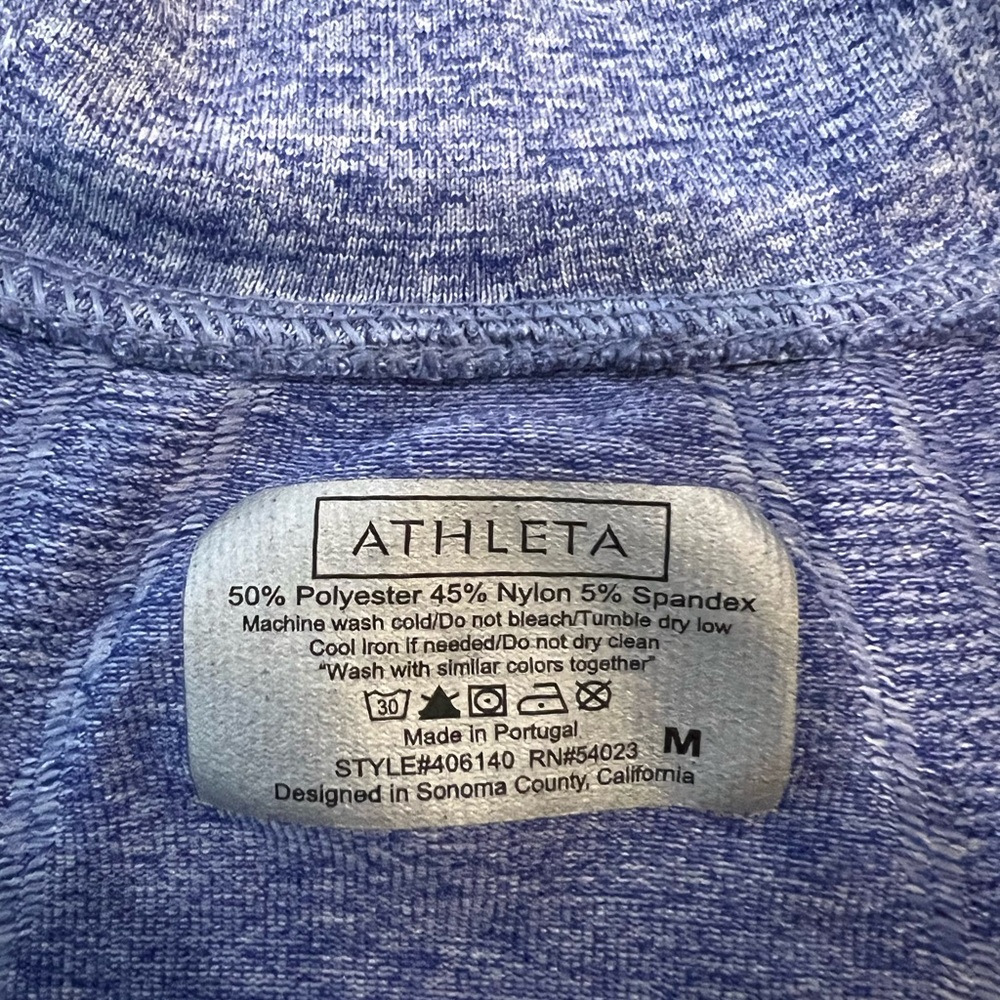 ATHLETA
50% Polyester 45% Nylon 5% Spandex
Machine wash cold/Do not bleach/Tumble dry low
Cool Iron if needed/Do not dry clean
"Wash with similar colors together"
30
Made in Portugal
STYLE#406140 RN#54023 M
Designed in Sonoma County, California